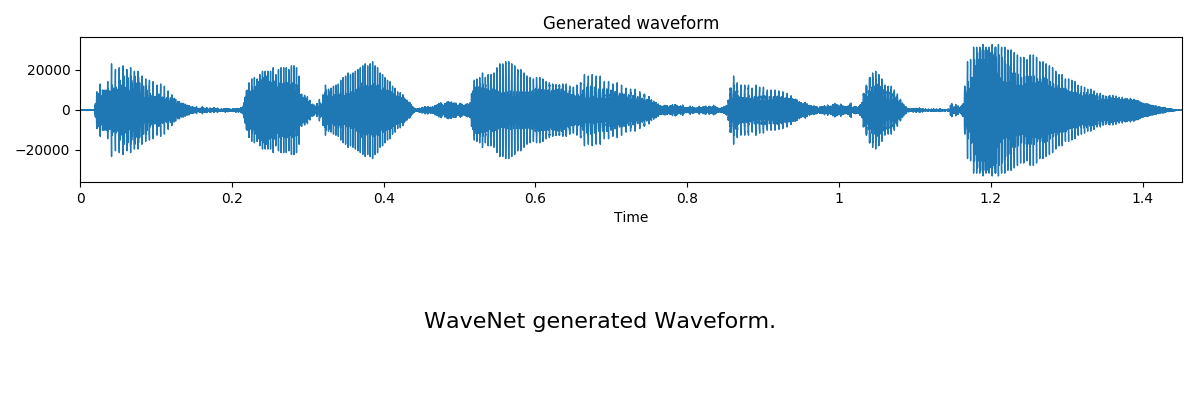 Generated waveform
20000
0
−20000
0 0.2 0.4 0.6 0.8 1 1.2 1.4
Time
WaveNet generated Waveform.